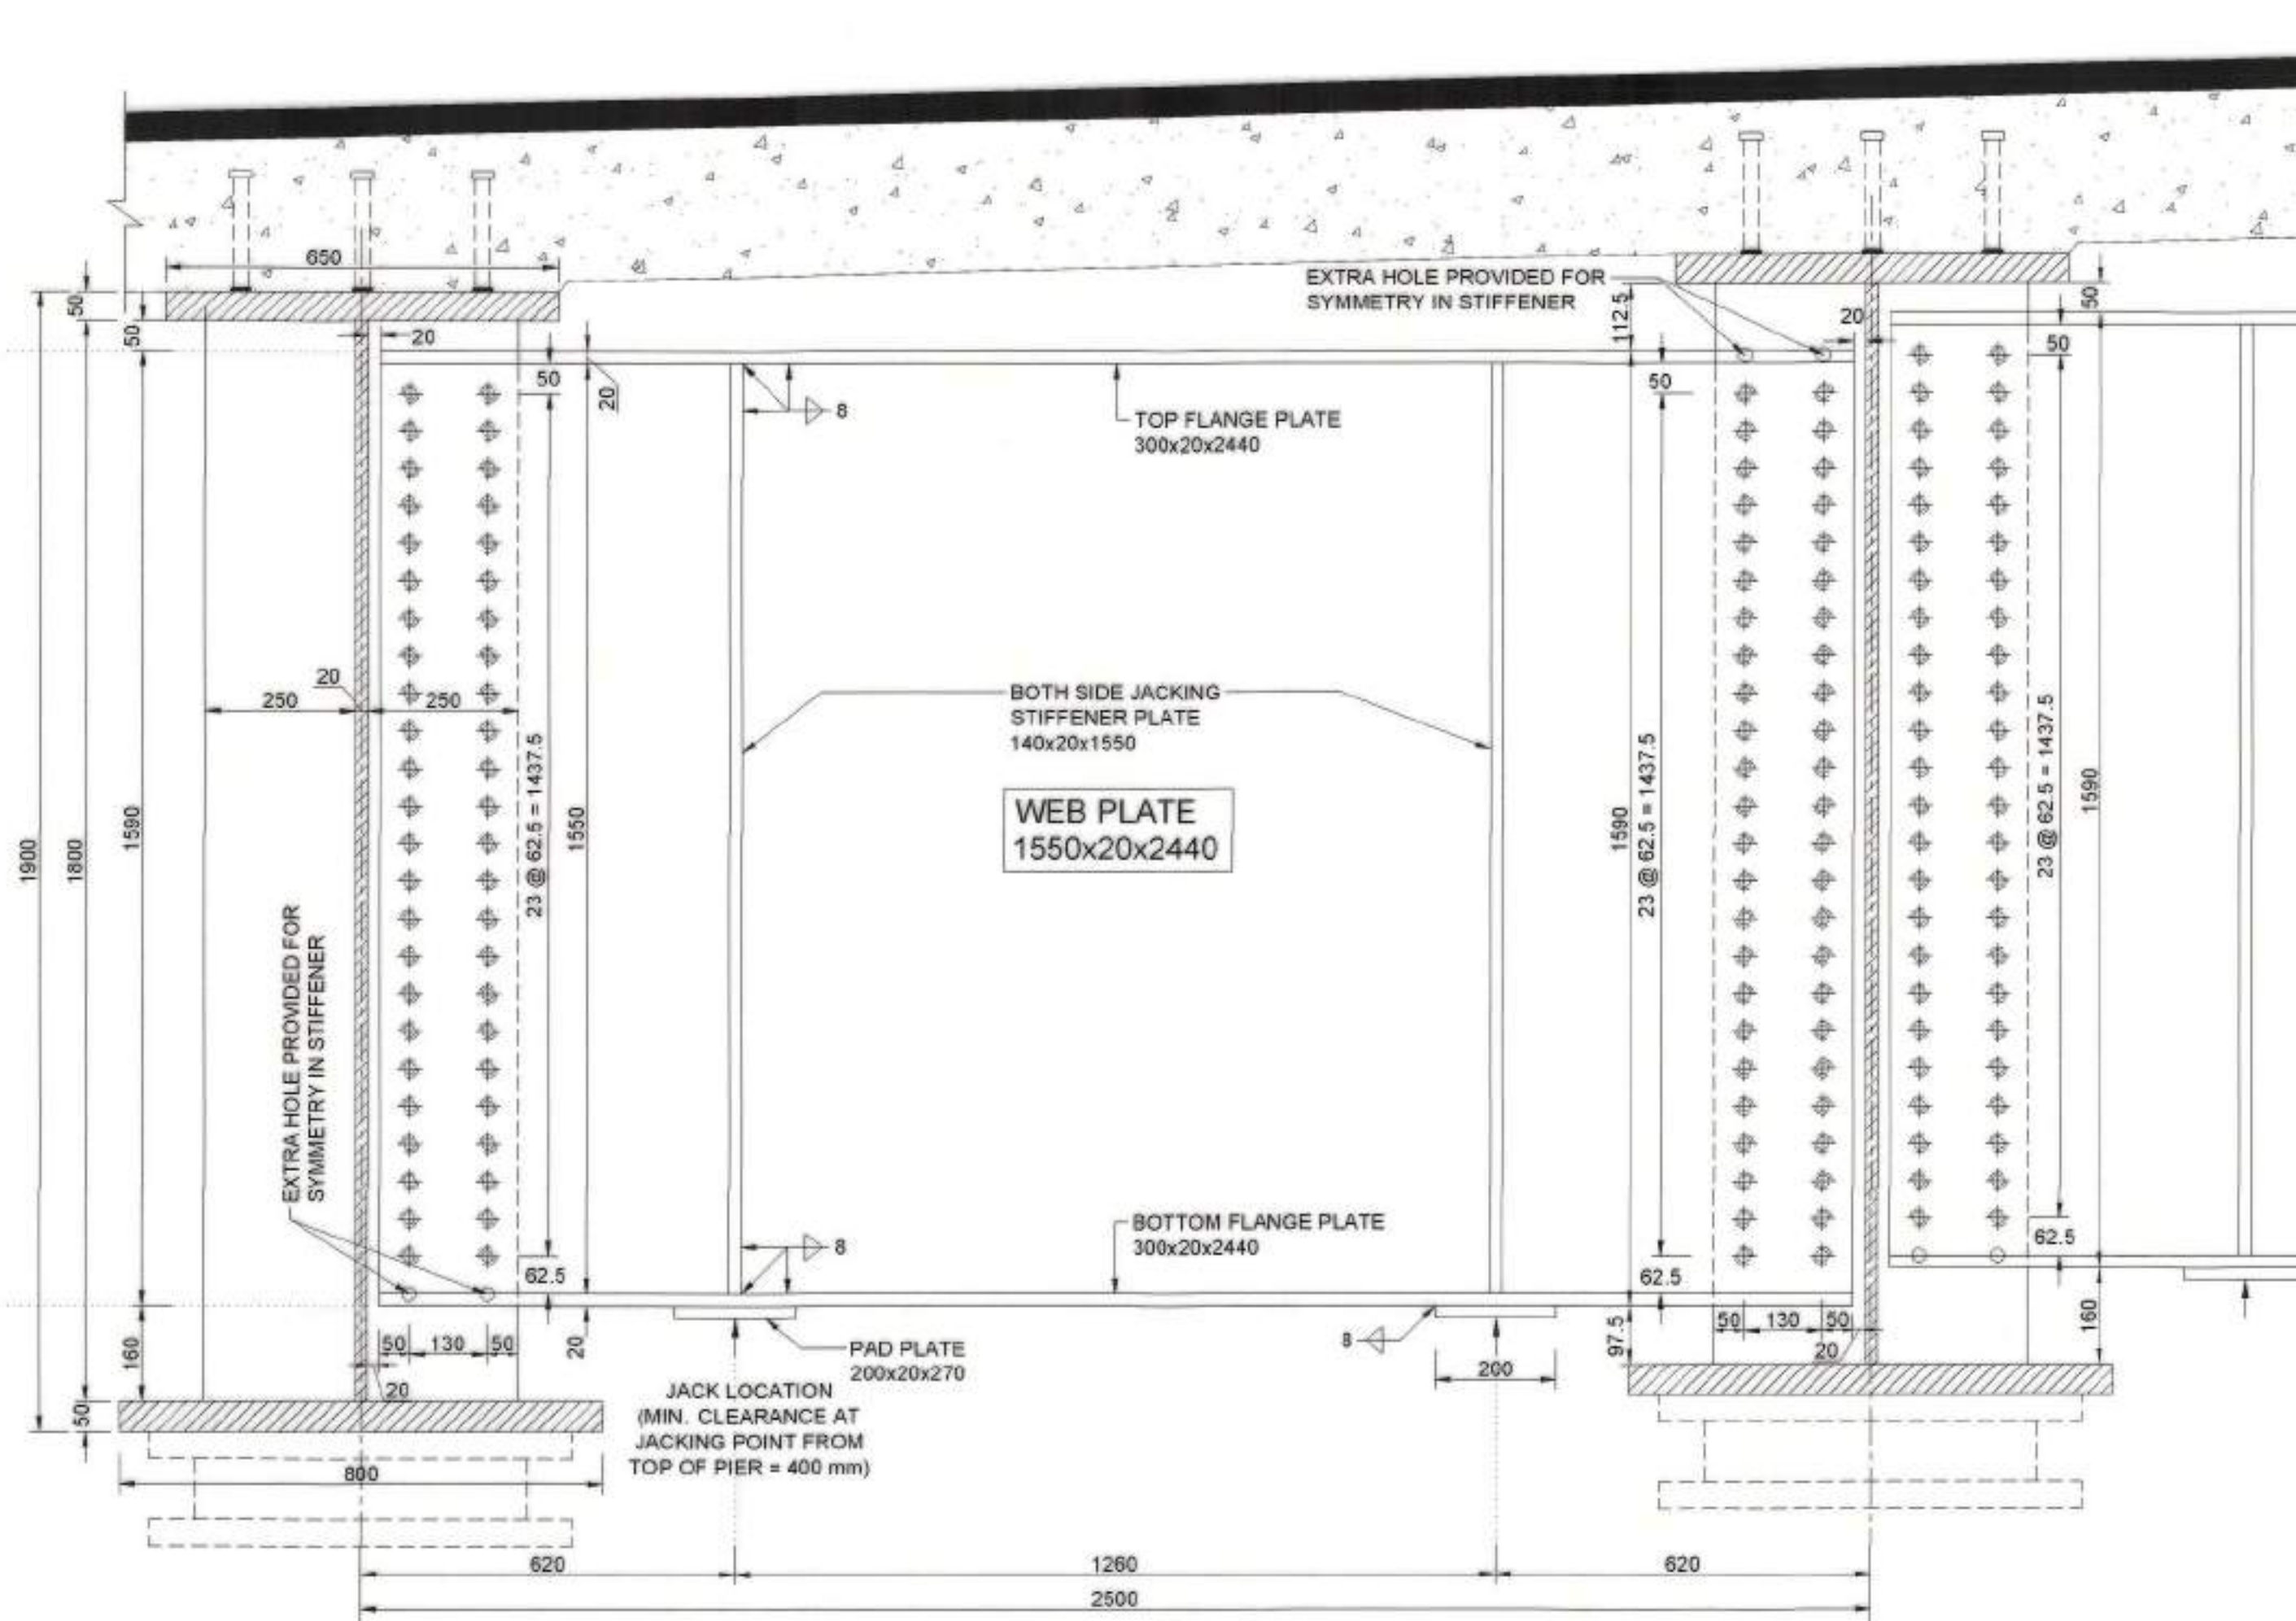 650
EXTRA HOLE PROVIDED FOR
SYMMETRY IN STIFFENER
50
50
20
50
20
8
TOP FLANGE PLATE
300x20x2440
112.5
50
20
50
50
20
250
250
BOTH SIDE JACKING
STIFFENER PLATE
140x20x1550
WEB PLATE
1550x20x2440
1900
1800
1590
23 @ 62.5 = 1437.5
1550
1590
23 @ 62.5 = 1437.5
23 @ 62.5 = 1437.5
1590
EXTRA HOLE PROVIDED FOR
SYMMETRY IN STIFFENER
BOTTOM FLANGE PLATE
300x20x2440
8
62.5
62.5
62.5
160
50
130
50
20
20
PAD PLATE
200x20x270
8
200
97.5
50
130
50
20
160
JACK LOCATION
(MIN. CLEARANCE AT
JACKING POINT FROM
TOP OF PIER = 400 mm)
50
800
620
1260
620
2500